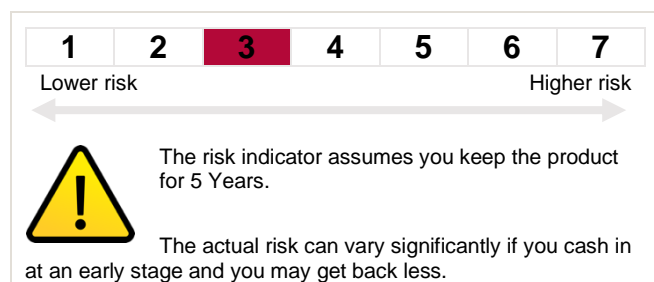 1 2 3 4 5 6 7
Lower risk Higher risk
The risk indicator assumes you keep the product
for 5 Years.
The actual risk can vary significantly if you cash in
at an early stage and you may get back less.